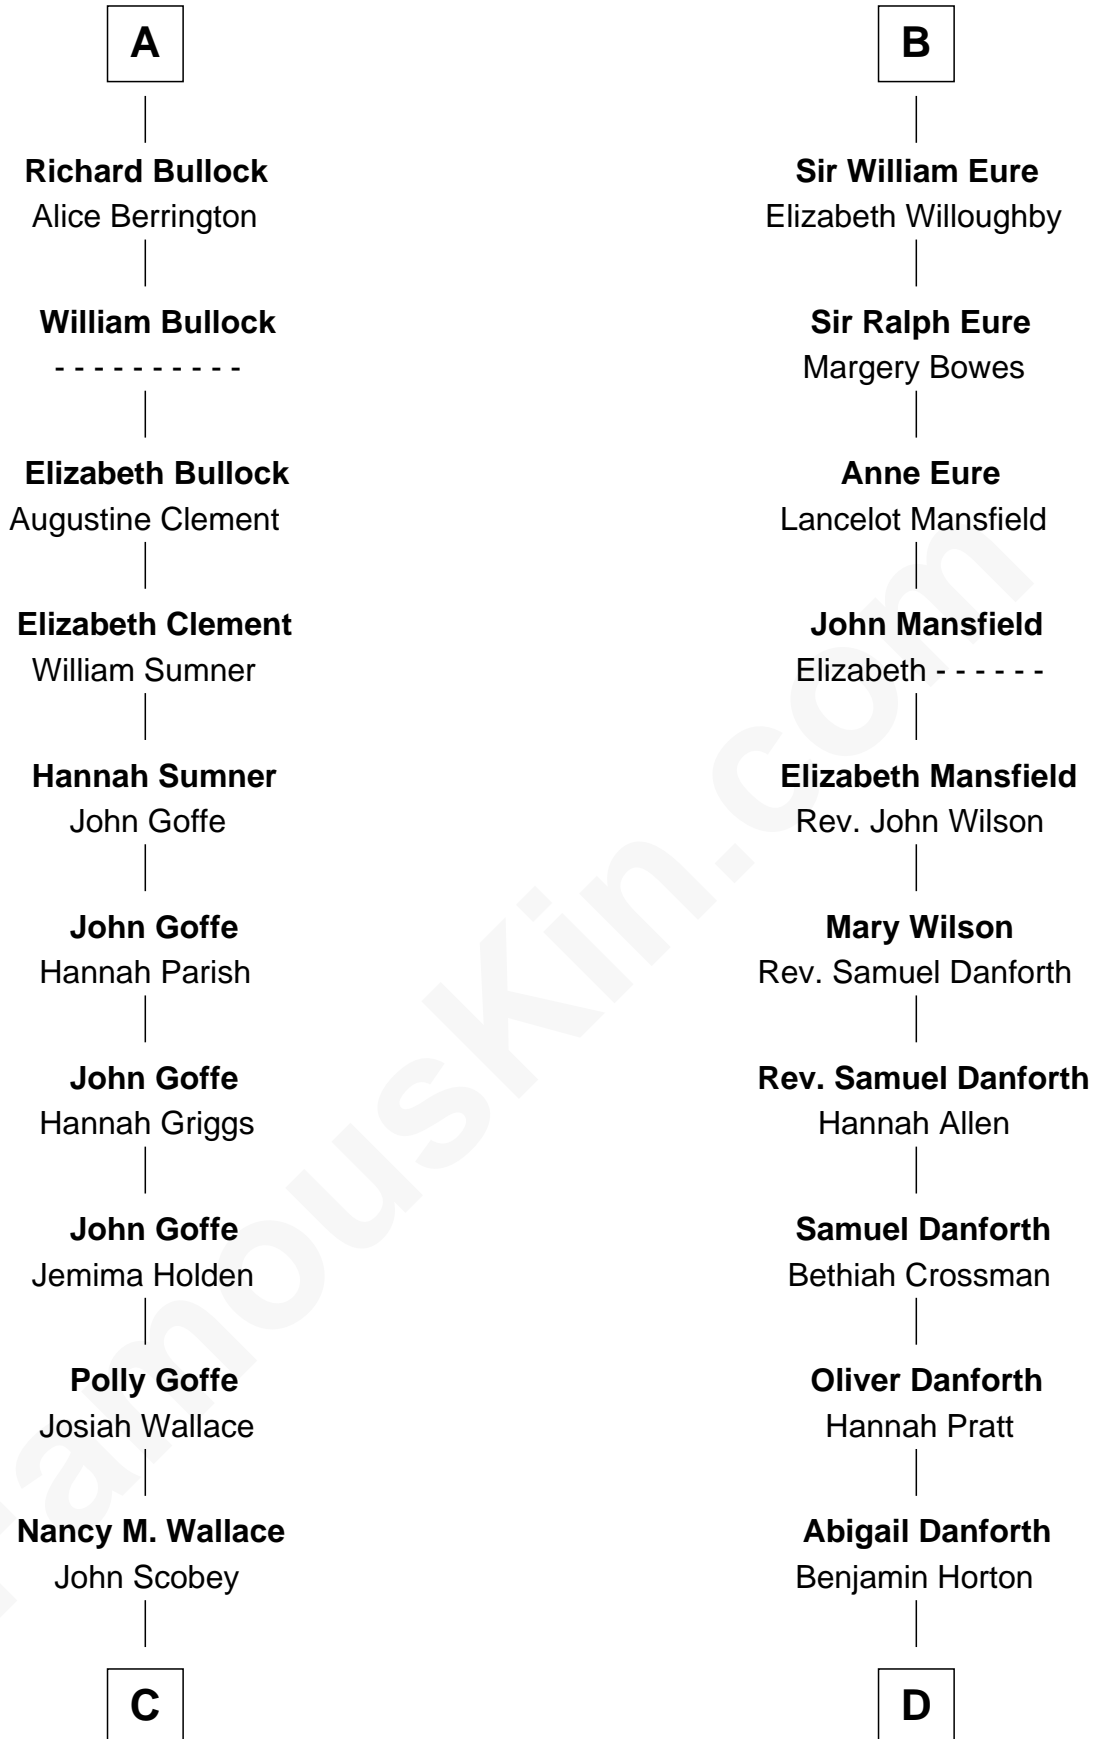 A
Richard Bullock
Alice Berrington
William Bullock
- - - - - - - - - -
Elizabeth Bullock
Augustine Clement
Elizabeth Clement
William Sumner
Hannah Sumner
John Goffe
John Goffe
Hannah Parish
John Goffe
Hannah Griggs
John Goffe
Jemima Holden
Polly Goffe
Josiah Wallace
Nancy M. Wallace
John Scobey
C
B
Sir William Eure
Elizabeth Willoughby
Sir Ralph Eure
Margery Bowes
Anne Eure
Lancelot Mansfield
John Mansfield
Elizabeth - - - - - -
Elizabeth Mansfield
Rev. John Wilson
Mary Wilson
Rev. Samuel Danforth
Rev. Samuel Danforth
Hannah Allen
Samuel Danforth
Bethiah Crossman
Oliver Danforth
Hannah Pratt
Abigail Danforth
Benjamin Horton
D
FamousKin.com